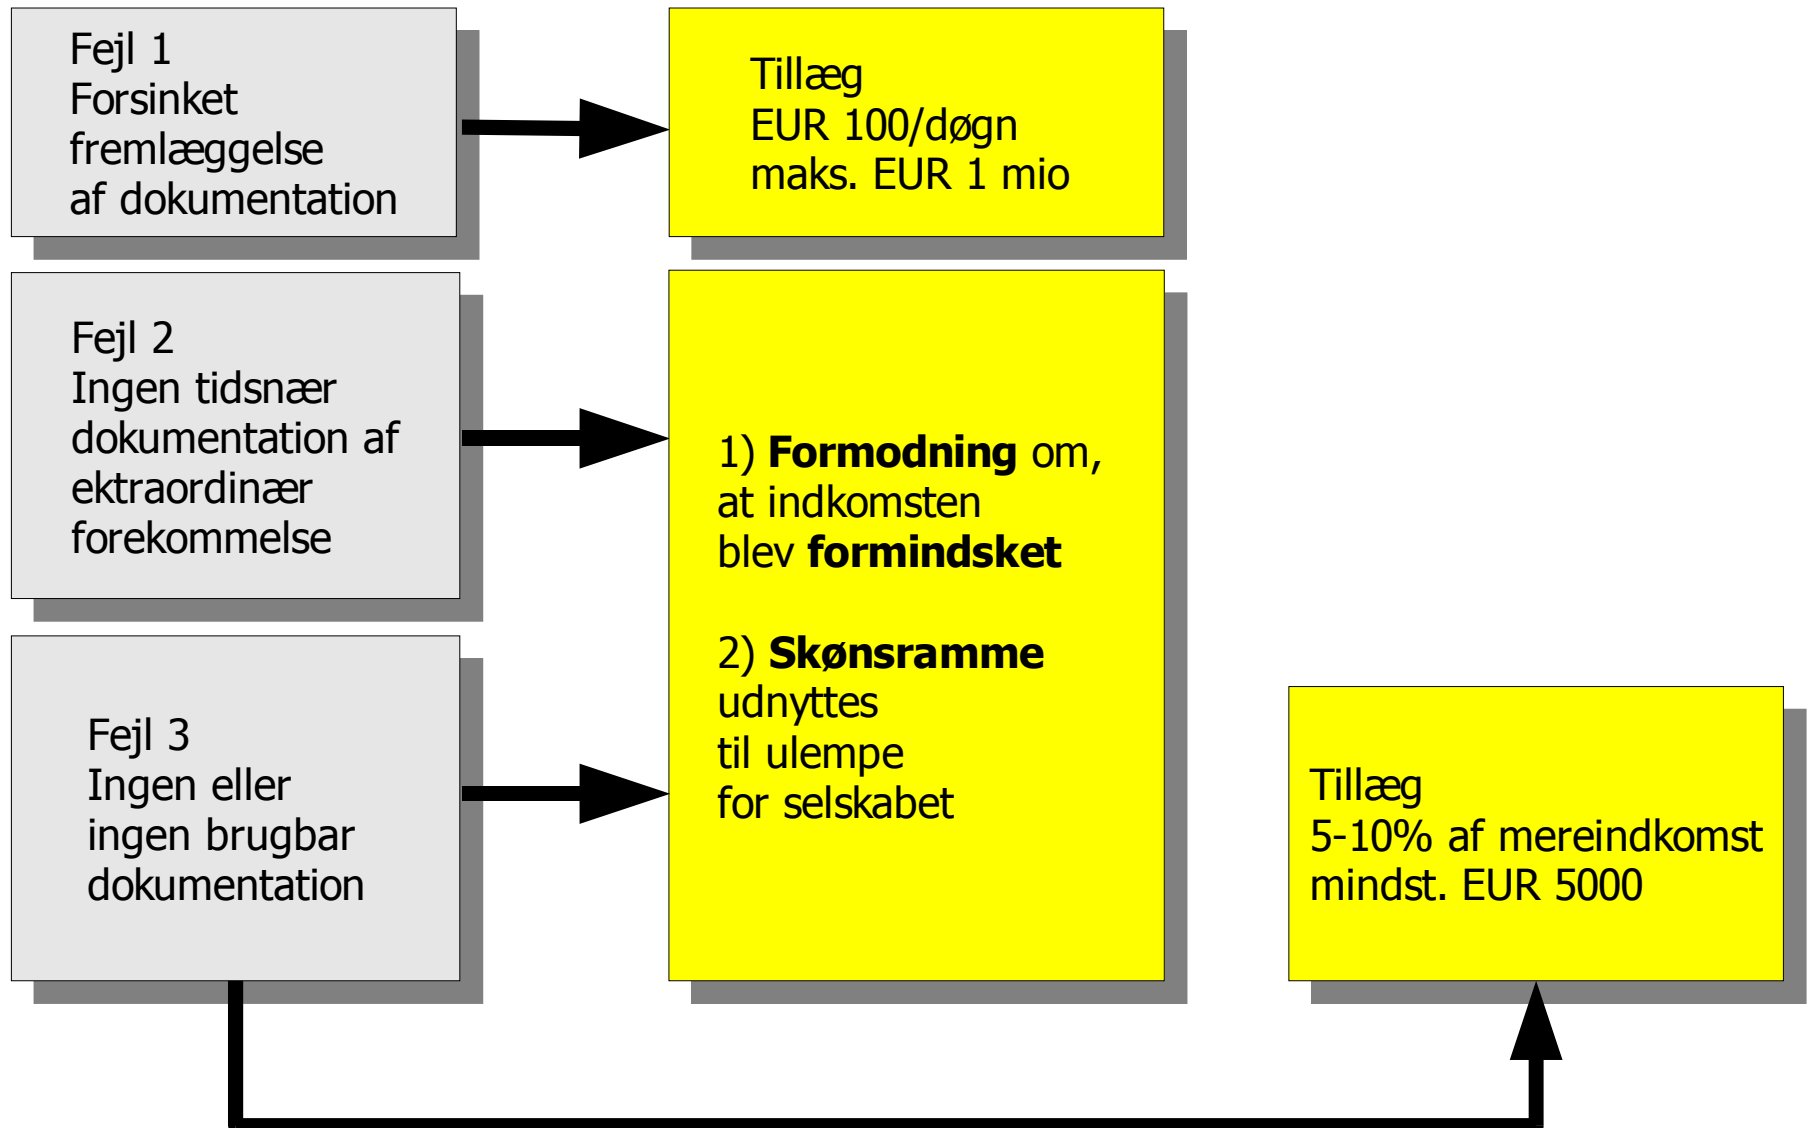 Fejl 1
Forsinket
fremlæggelse
af dokumentation
Tillæg
EUR 100/døgn
maks. EUR 1 mio
Fejl 2
Ingen tidsnær
dokumentation af
ektraordinær
forekommelse
1) Formodning om,
at indkomsten
blev formindsket
2) Skønsramme
udnyttes
til ulempe
for selskabet
Fejl 3
Ingen eller
ingen brugbar
dokumentation
Tillæg
5-10% af mereindkomst
mindst. EUR 5000